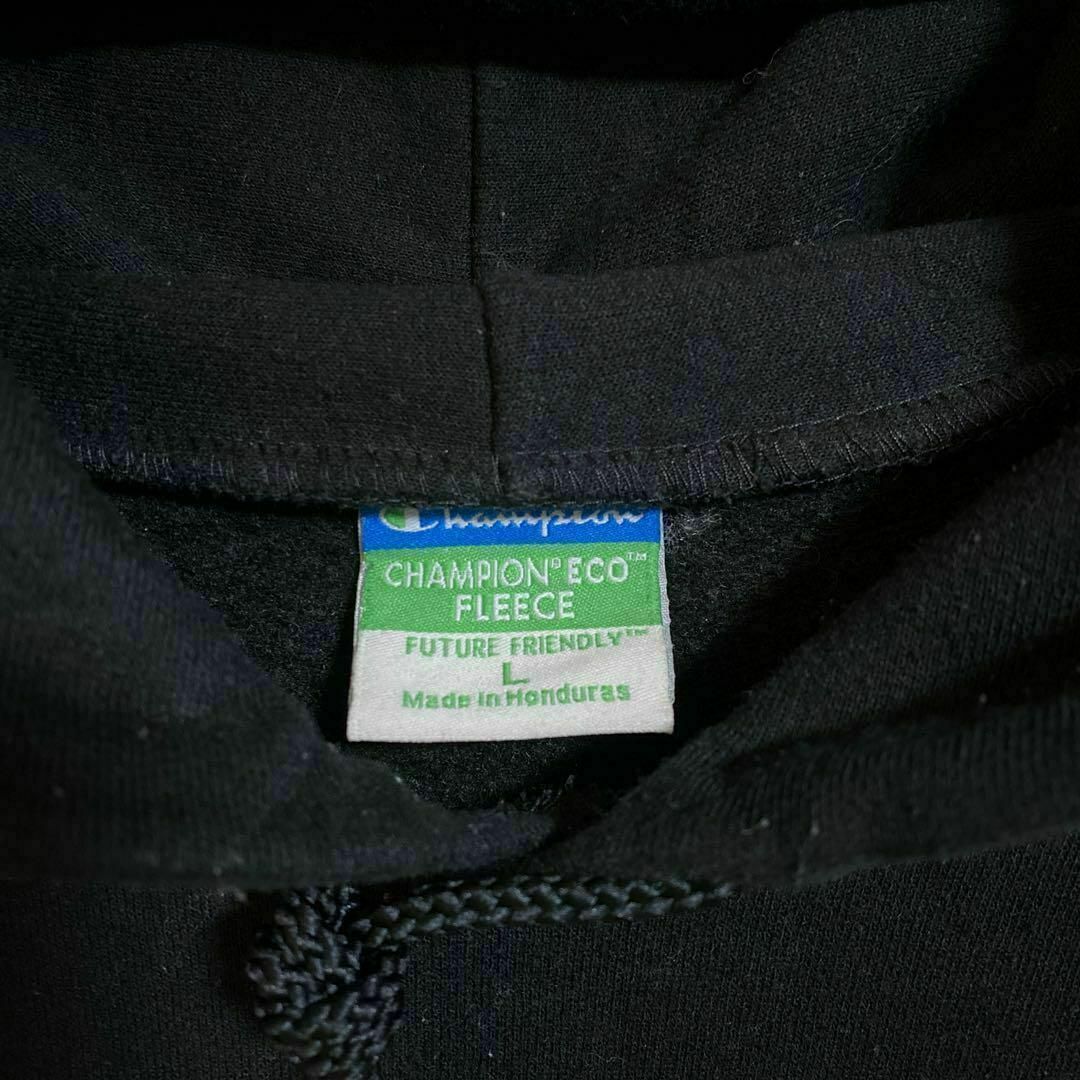 Champion
CHAMPION® ECO™
FLEECE
FUTURE FRIENDLY™
L
Made in Honduras